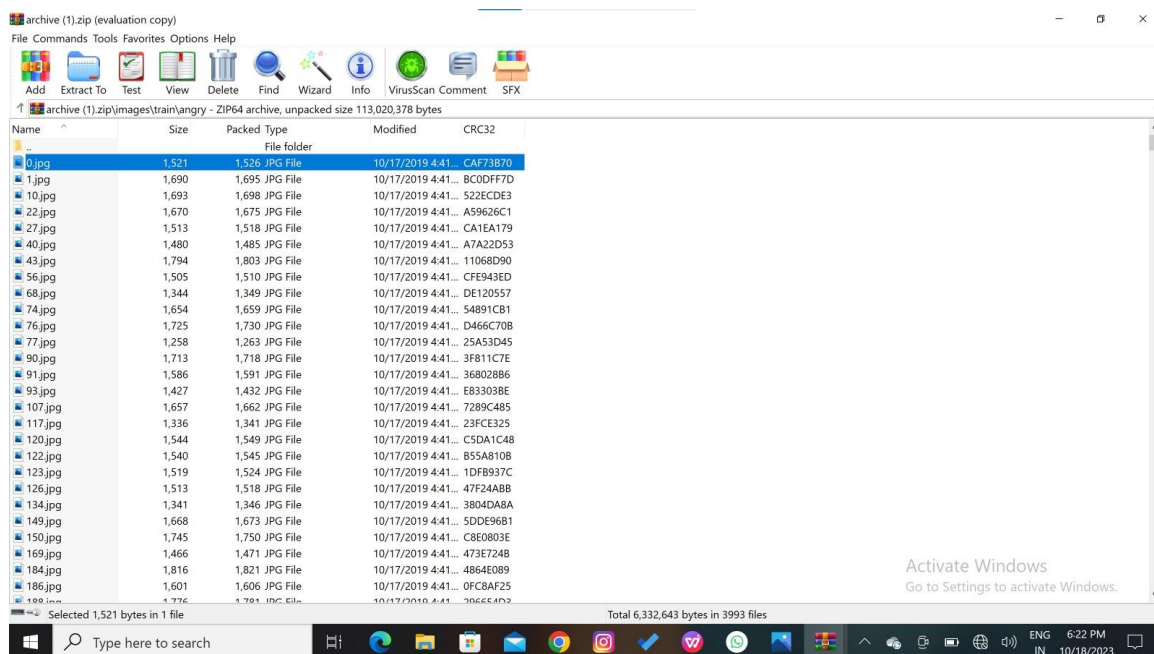 archive (1).zip (evaluation copy)
File Commands Tools Favorites Options Help
Add Extract To Test View Delete Find Wizard Info VirusScan Comment SFX
archive (1).zip\images\train\angry - ZIP64 archive, unpacked size 113,020,378 bytes
Name Size Packed Type Modified CRC32
.. File folder
0.jpg 1,521 1,526 JPG File 10/17/2019 4:41... CAF73B70
1.jpg 1,690 1,695 JPG File 10/17/2019 4:41... BC0DFF7D
10.jpg 1,693 1,698 JPG File 10/17/2019 4:41... 522ECDE3
22.jpg 1,670 1,675 JPG File 10/17/2019 4:41... A59626C1
27.jpg 1,513 1,518 JPG File 10/17/2019 4:41... CA1EA179
40.jpg 1,480 1,485 JPG File 10/17/2019 4:41... A7A22D53
43.jpg 1,794 1,803 JPG File 10/17/2019 4:41... 11068D90
56.jpg 1,505 1,510 JPG File 10/17/2019 4:41... CFE943ED
68.jpg 1,344 1,349 JPG File 10/17/2019 4:41... DE120557
74.jpg 1,654 1,659 JPG File 10/17/2019 4:41... 54891CB1
76.jpg 1,725 1,730 JPG File 10/17/2019 4:41... D466C70B
77.jpg 1,258 1,263 JPG File 10/17/2019 4:41... 25A53D45
90.jpg 1,713 1,718 JPG File 10/17/2019 4:41... 3F811C7E
91.jpg 1,586 1,591 JPG File 10/17/2019 4:41... 368028B6
93.jpg 1,427 1,432 JPG File 10/17/2019 4:41... E83303BE
107.jpg 1,657 1,662 JPG File 10/17/2019 4:41... 7289C485
117.jpg 1,336 1,341 JPG File 10/17/2019 4:41... 23FCE325
120.jpg 1,544 1,549 JPG File 10/17/2019 4:41... C5DA1C48
122.jpg 1,540 1,545 JPG File 10/17/2019 4:41... B55A810B
123.jpg 1,519 1,524 JPG File 10/17/2019 4:41... 1DFB937C
126.jpg 1,513 1,518 JPG File 10/17/2019 4:41... 47F24ABB
134.jpg 1,341 1,346 JPG File 10/17/2019 4:41... 3804DA8A
149.jpg 1,668 1,673 JPG File 10/17/2019 4:41... 5DDE96B1
150.jpg 1,745 1,750 JPG File 10/17/2019 4:41... C8E0803E
169.jpg 1,466 1,471 JPG File 10/17/2019 4:41... 473E724B
184.jpg 1,816 1,821 JPG File 10/17/2019 4:41... 4864E089
186.jpg 1,601 1,606 JPG File 10/17/2019 4:41... 0FC8AF25
Activate Windows
Go to Settings to activate Windows.
Selected 1,521 bytes in 1 file Total 6,332,643 bytes in 3993 files
Type here to search ENG 6:22 PM
IN 10/18/2023